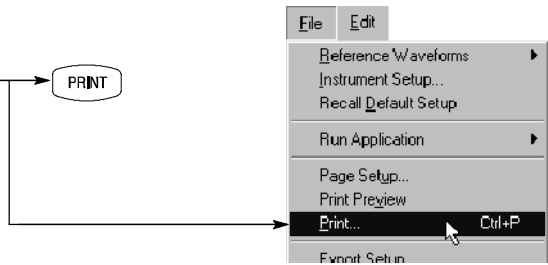 File Edit
Reference Waveforms
Instrument Setup...
Recall Default Setup
PRINT
Run Application
Page Setup...
Print Preview
Print... Ctrl+P
Export Setup